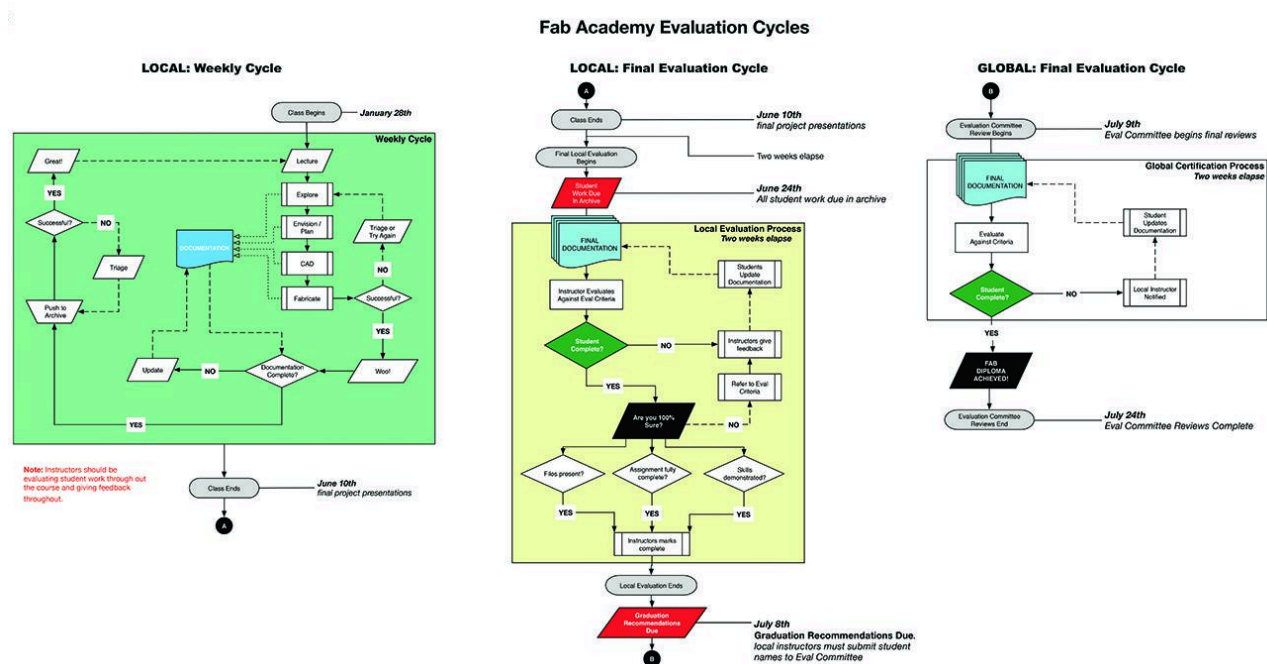 Fab Academy Evaluation Cycles
LOCAL: Weekly Cycle
Class Begins
January 28th
Weekly Cycle
Great!
Lecture
YES
Explore
Successful?
NO
Envision /
Plan
Triage or
Try Again
DOCUMENTATION
Triage
CAD
NO
Push to
Archive
Fabricate
Successful?
YES
Update
NO
Documentation
Complete?
Woo!
YES
Note: Instructors should be
evaluating student work through out
the course and giving feedback
throughout.
Class Ends
June 10th
final project presentations
A
LOCAL: Final Evaluation Cycle
A
Class Ends
June 10th
final project presentations
Final Local Evaluation
Begins
Two weeks elapse
Student
Work Due
In Archive
June 24th
All student work due in archive
Local Evaluation Process
Two weeks elapse
FINAL
DOCUMENTATION
Students
Update
Documentation
Instructor Evaluates
Against Eval Criteria
Student
Complete?
NO
Instructors give
feedback
YES
Refer to Eval
Criteria
Are you 100%
Sure?
NO
Files present?
Assignment fully
complete?
Skills
demonstrated?
YES
YES
YES
Instructors marks
complete
Local Evaluation Ends
Graduation
Recommendations
Due
July 8th
Graduation Recommendations Due.
local instructors must submit student
names to Eval Committee
B
GLOBAL: Final Evaluation Cycle
B
Evaluation Committee
Review Begins
July 9th
Eval Committee begins final reviews
Global Certification Process
Two weeks elapse
FINAL
DOCUMENTATION
Student
Updates
Documentation
Evaluate
Against Criteria
Student
Complete?
NO
Local Instructor
Notified
YES
FAB
DIPLOMA
ACHIEVED!
Evaluation Committee
Reviews End
July 24th
Eval Committee Reviews Complete